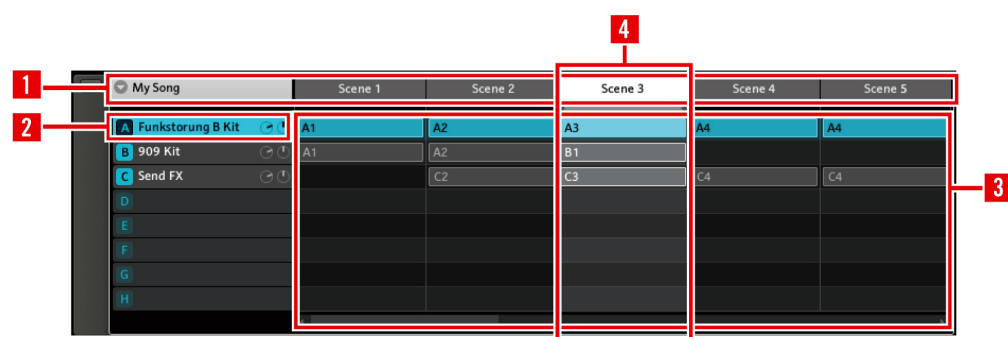 4
1 My Song Scene 1 Scene 2 Scene 3 Scene 4 Scene 5
2 A Funkstorung B Kit A1 A2 A3 A4 A4
B 909 Kit A1 A2 B1
C Send FX C2 C3 C4 C4
3
D
E
F
G
H